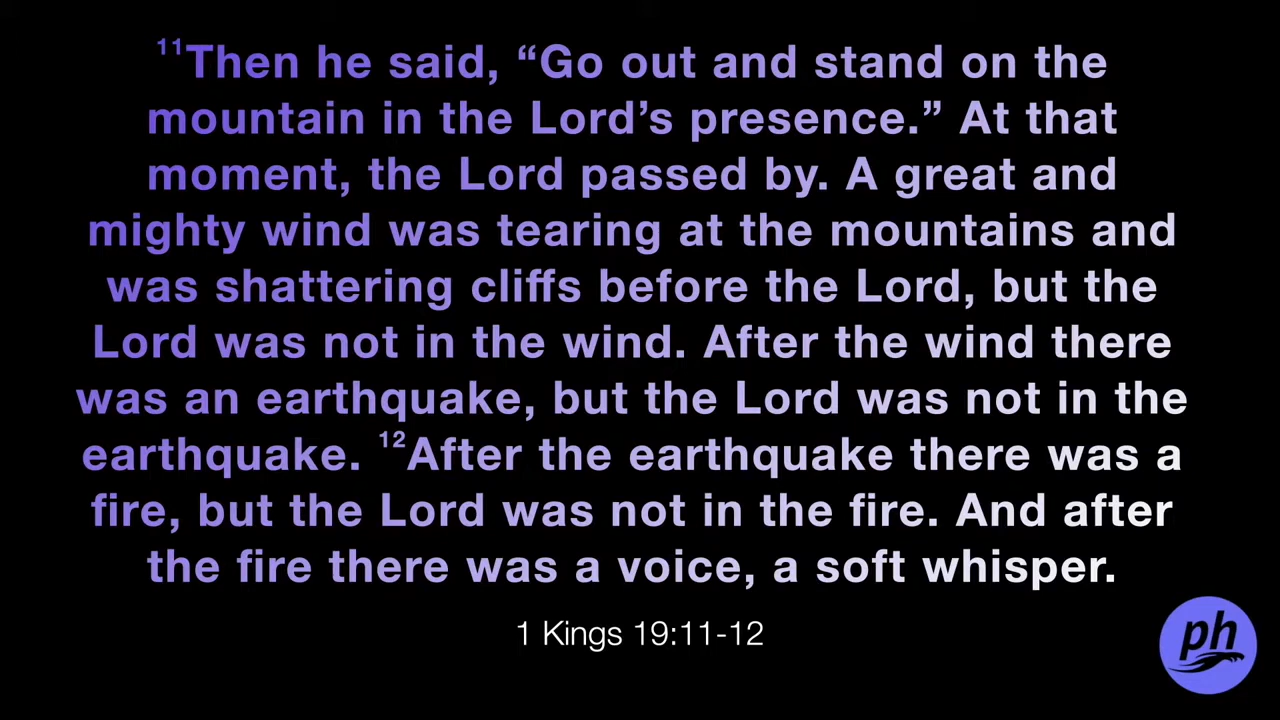 ¹¹Then he said, “Go out and stand on the
mountain in the Lord’s presence.” At that
moment, the Lord passed by. A great and
mighty wind was tearing at the mountains and
was shattering cliffs before the Lord, but the
Lord was not in the wind. After the wind there
was an earthquake, but the Lord was not in the
earthquake. ¹²After the earthquake there was a
fire, but the Lord was not in the fire. And after
the fire there was a voice, a soft whisper.
1 Kings 19:11-12
ph